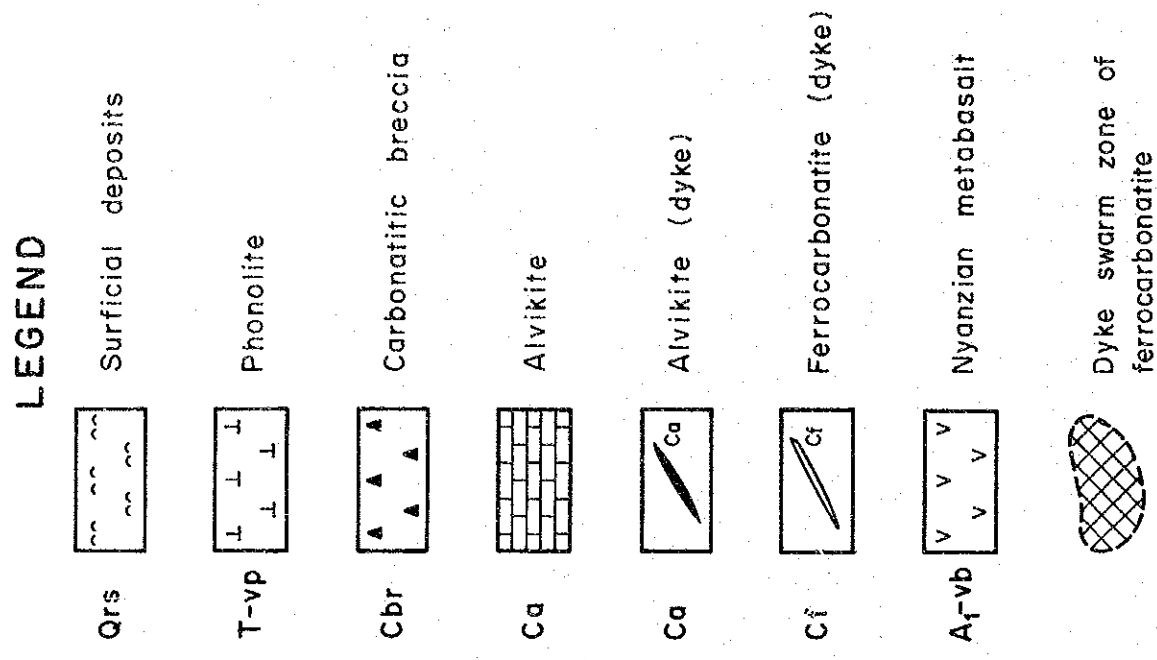 LEGEND
Qrs Surficial deposits
T-vp Phonolite
Cbr Carbonatitic breccia
Ca Alvikite
Ca Ca Alvikite (dyke)
Cf Cf Ferrocarbonatite (dyke)
A1-vb Nyanzian metabasalt
Dyke swarm zone of
ferrocarbonatite